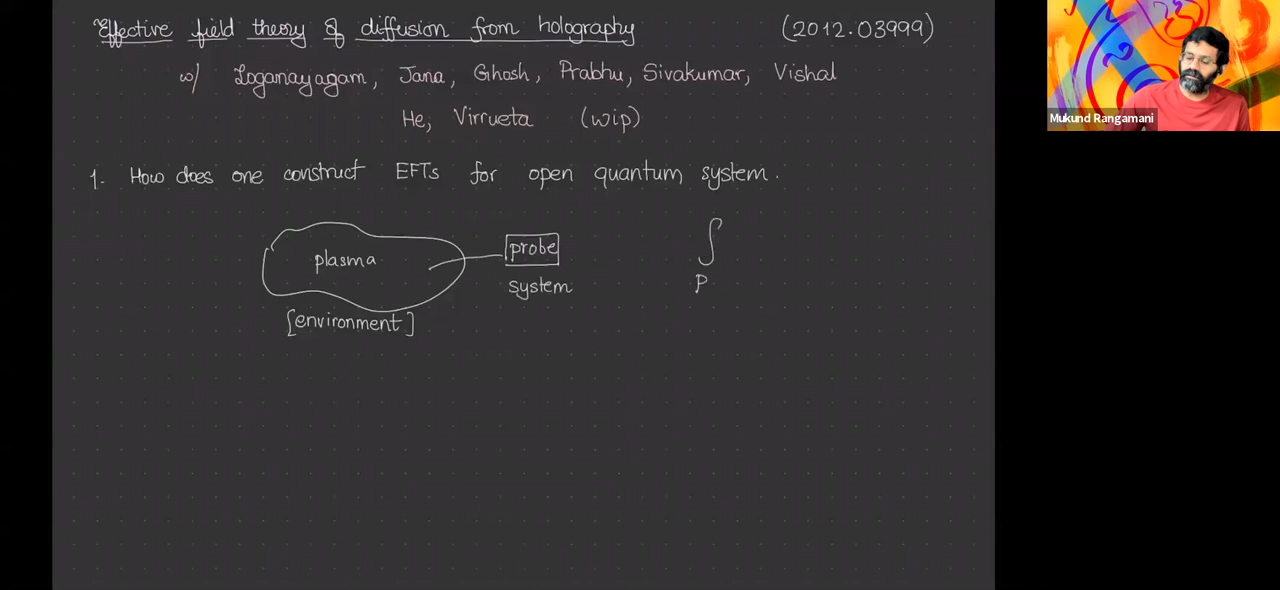 Effective field theory of diffusion from holography (2012.03999)
w/ Loganayagam, Jana, Ghosh, Prabhu, Sivakumar, Vishal
He, Virrueta (wip)
1. How does one construct EFTs for open quantum system.
plasma
probe
system
[environment]
∫
P
Mukund Rangamani